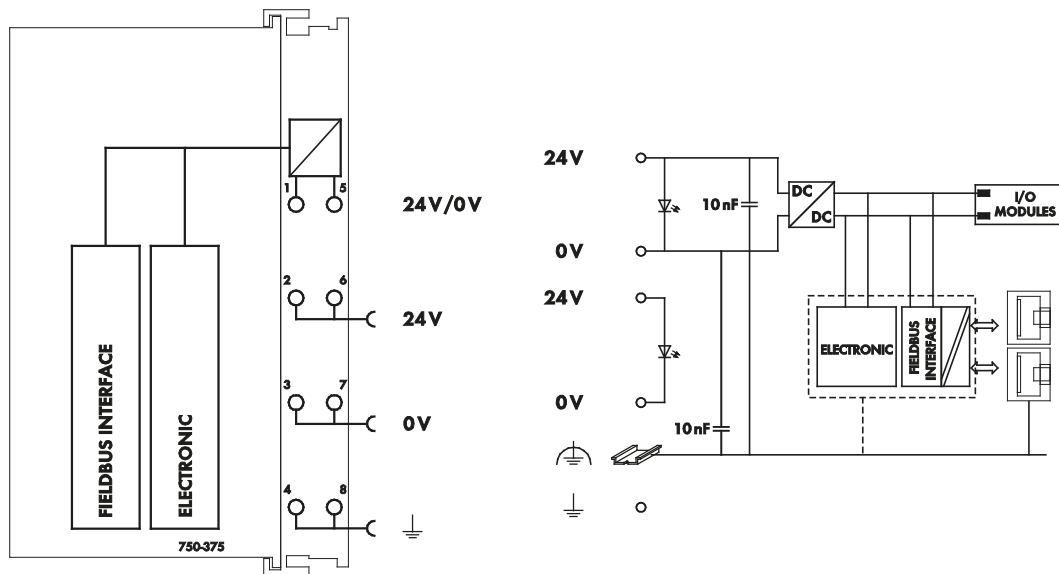 1
5
24V/0V
2
6
24V
3
7
0V
4
8
FIELDBUS INTERFACE
ELECTRONIC
750-375
24V
10nF
DC
DC
I/O
MODULES
0V
24V
ELECTRONIC
FIELDBUS
INTERFACE
0V
10nF